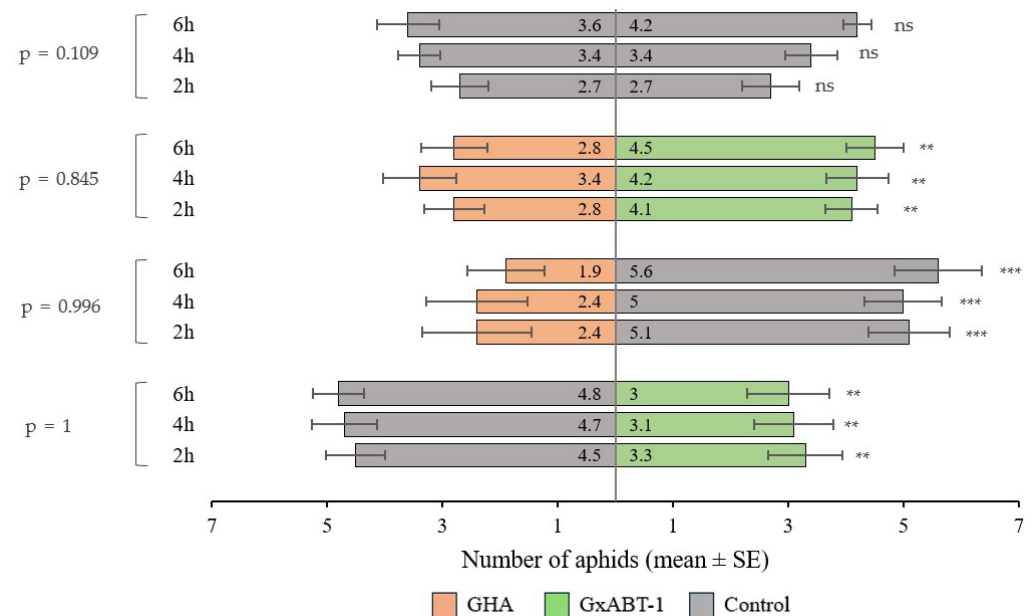 6h 3.6 4.2 ns
p = 0.109 4h 3.4 3.4 ns
2h 2.7 2.7 ns
6h 2.8 4.5 **
p = 0.845 4h 3.4 4.2 **
2h 2.8 4.1 **
6h 1.9 5.6 ***
p = 0.996 4h 2.4 5 ***
2h 2.4 5.1 ***
6h 4.8 3 **
p = 1 4h 4.7 3.1 **
2h 4.5 3.3 **
7 5 3 1 1 3 5 7
Number of aphids (mean ± SE)
GHA GxABT-1 Control